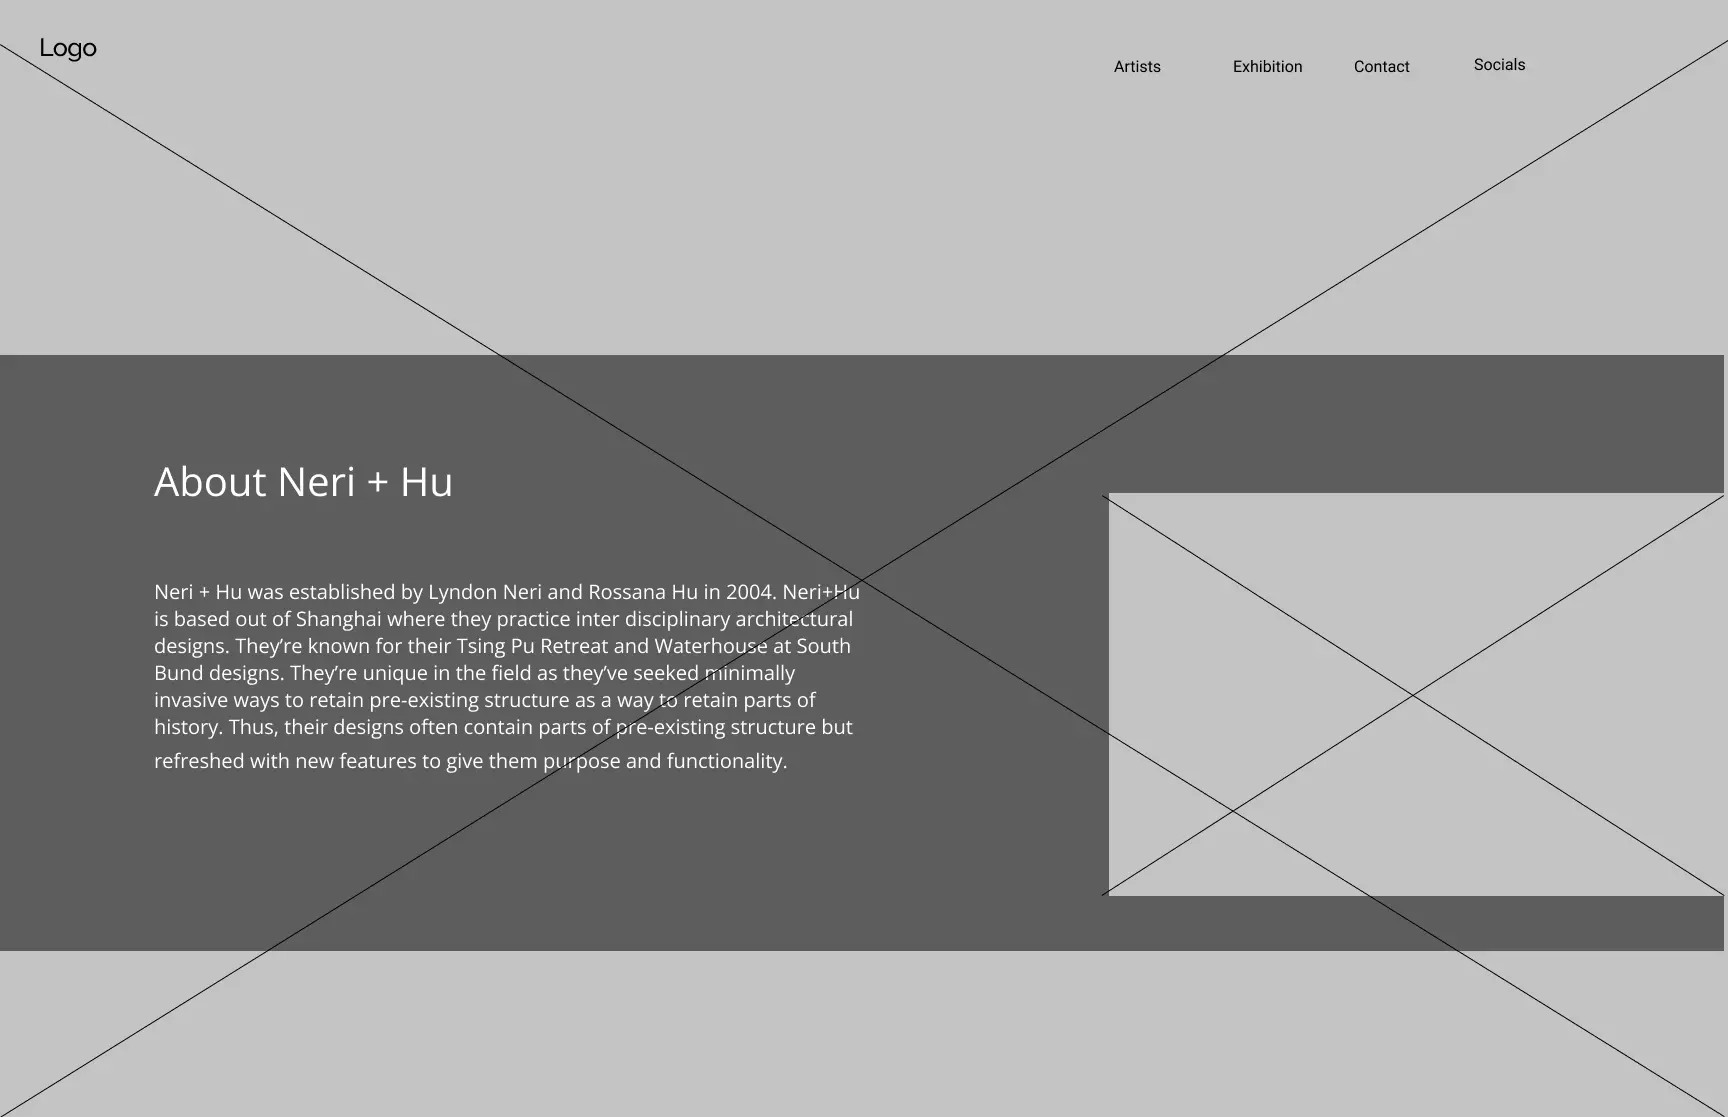 Logo
Artists Exhibition Contact Socials
About Neri + Hu
Neri + Hu was established by Lyndon Neri and Rossana Hu in 2004. Neri+Hu
is based out of Shanghai where they practice inter disciplinary architectural
designs. They’re known for their Tsing Pu Retreat and Waterhouse at South
Bund designs. They’re unique in the field as they’ve seeked minimally
invasive ways to retain pre-existing structure as a way to retain parts of
history. Thus, their designs often contain parts of pre-existing structure but
refreshed with new features to give them purpose and functionality.